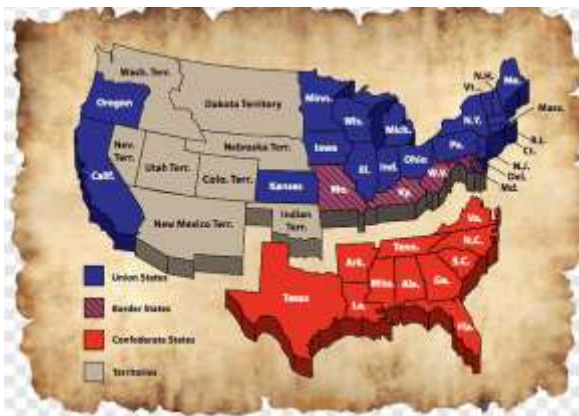 Wash. Terr.
Oregon
Dakota Territory
Minn.
Wis.
Mich.
N.H.
Vt.
Me.
Mass.
N.Y.
R.I.
Ct.
N.J.
Del.
Md.
Nev.
Terr.
Utah Terr.
Nebraska Terr.
Colo. Terr.
Iowa
Ill.
Ind.
Ohio
Pa.
Calif.
Kansas
Mo.
Ky.
W.V.
New Mexico Terr.
Indian
Terr.
Va.
Tenn.
N.C.
Ark.
S.C.
Texas
La.
Miss.
Ala.
Ga.
Fla.
Union States
Border States
Confederate States
Territories